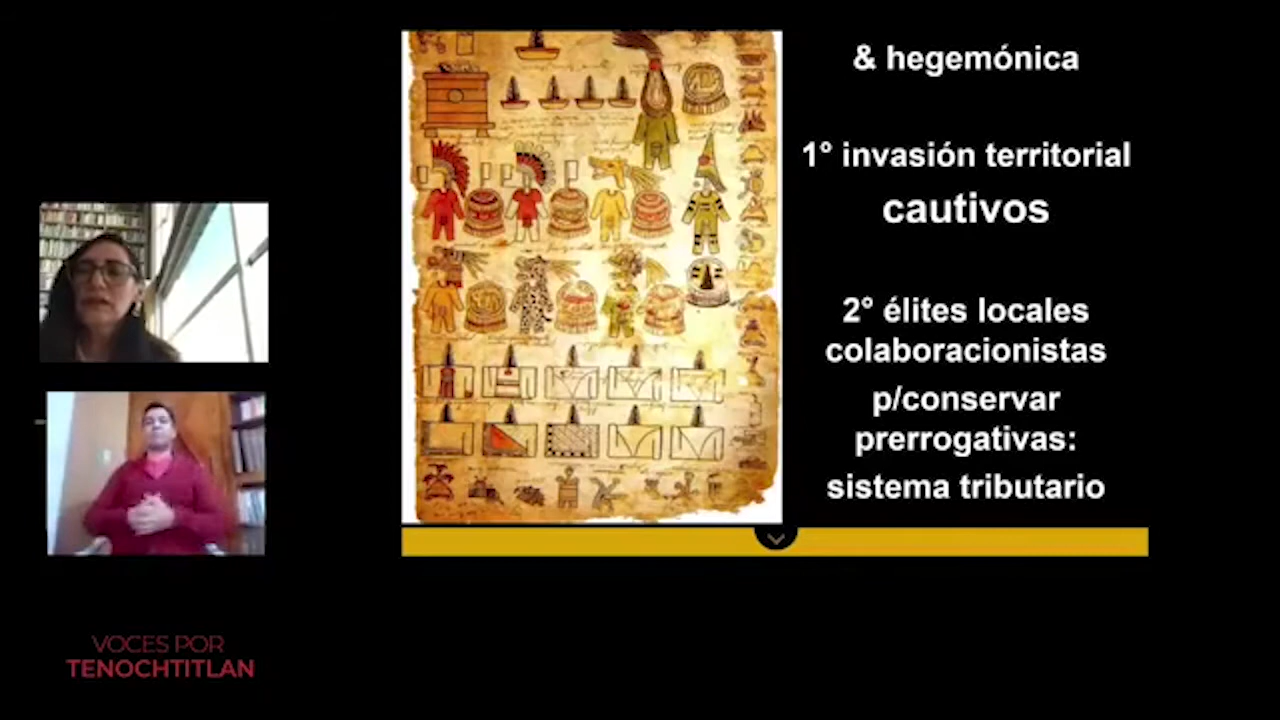 & hegemónica
1° invasión territorial
cautivos
2° élites locales
colaboracionistas
p/conservar
prerrogativas:
sistema tributario
VOCES POR
TENOCHTITLAN